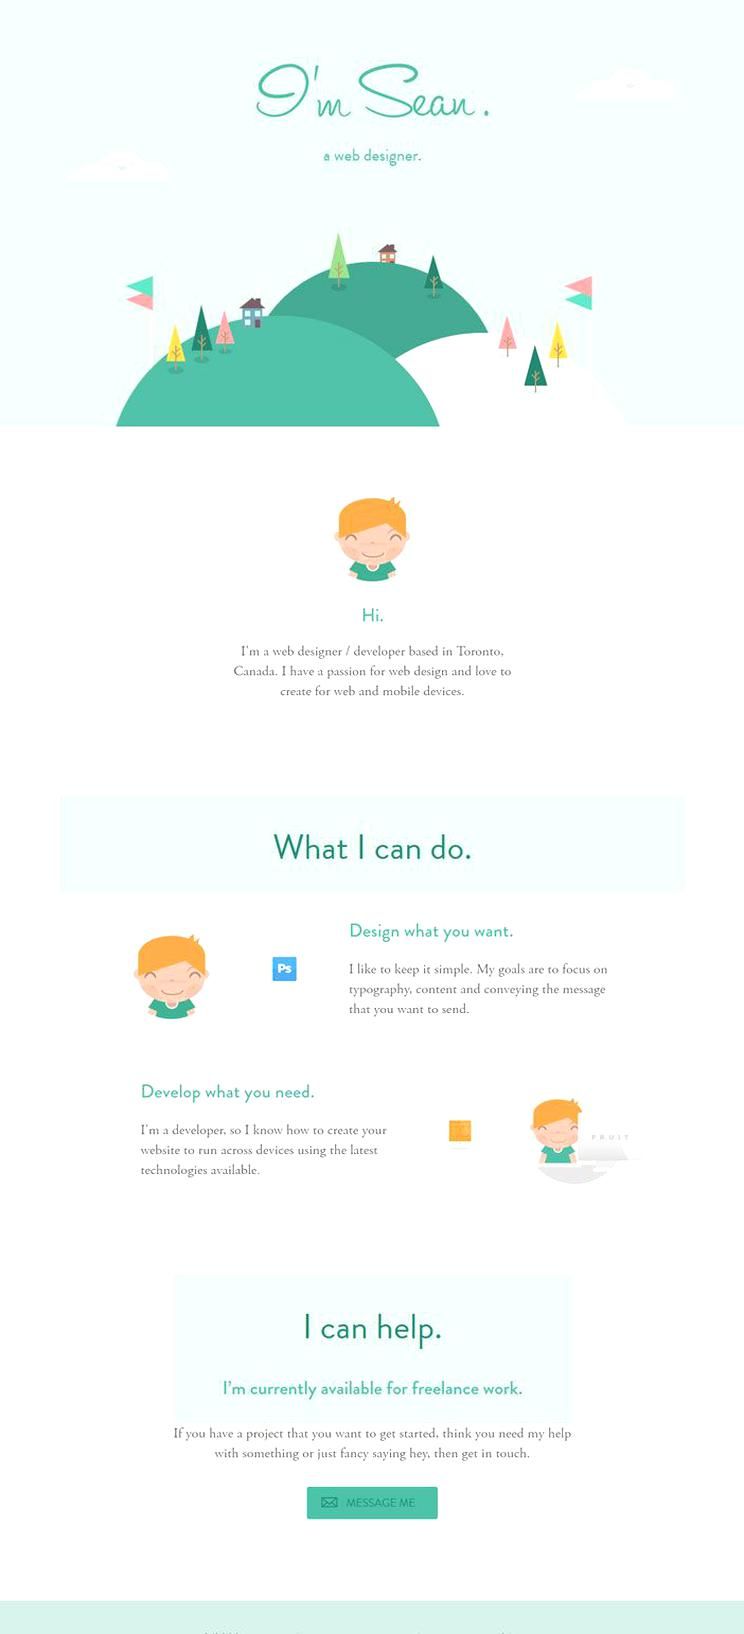 I'm Sean.
a web designer.
Hi.
I'm a web designer / developer based in Toronto,
Canada. I have a passion for web design and love to
create for web and mobile devices.
What I can do.
Design what you want.
Ps
I like to keep it simple. My goals are to focus on
typography, content and conveying the message
that you want to send.
Develop what you need.
I'm a developer, so I know how to create your
website to run across devices using the latest
technologies available.
FRUIT
I can help.
I'm currently available for freelance work.
If you have a project that you want to get started, think you need my help
with something or just fancy saying hey, then get in touch.
MESSAGE ME